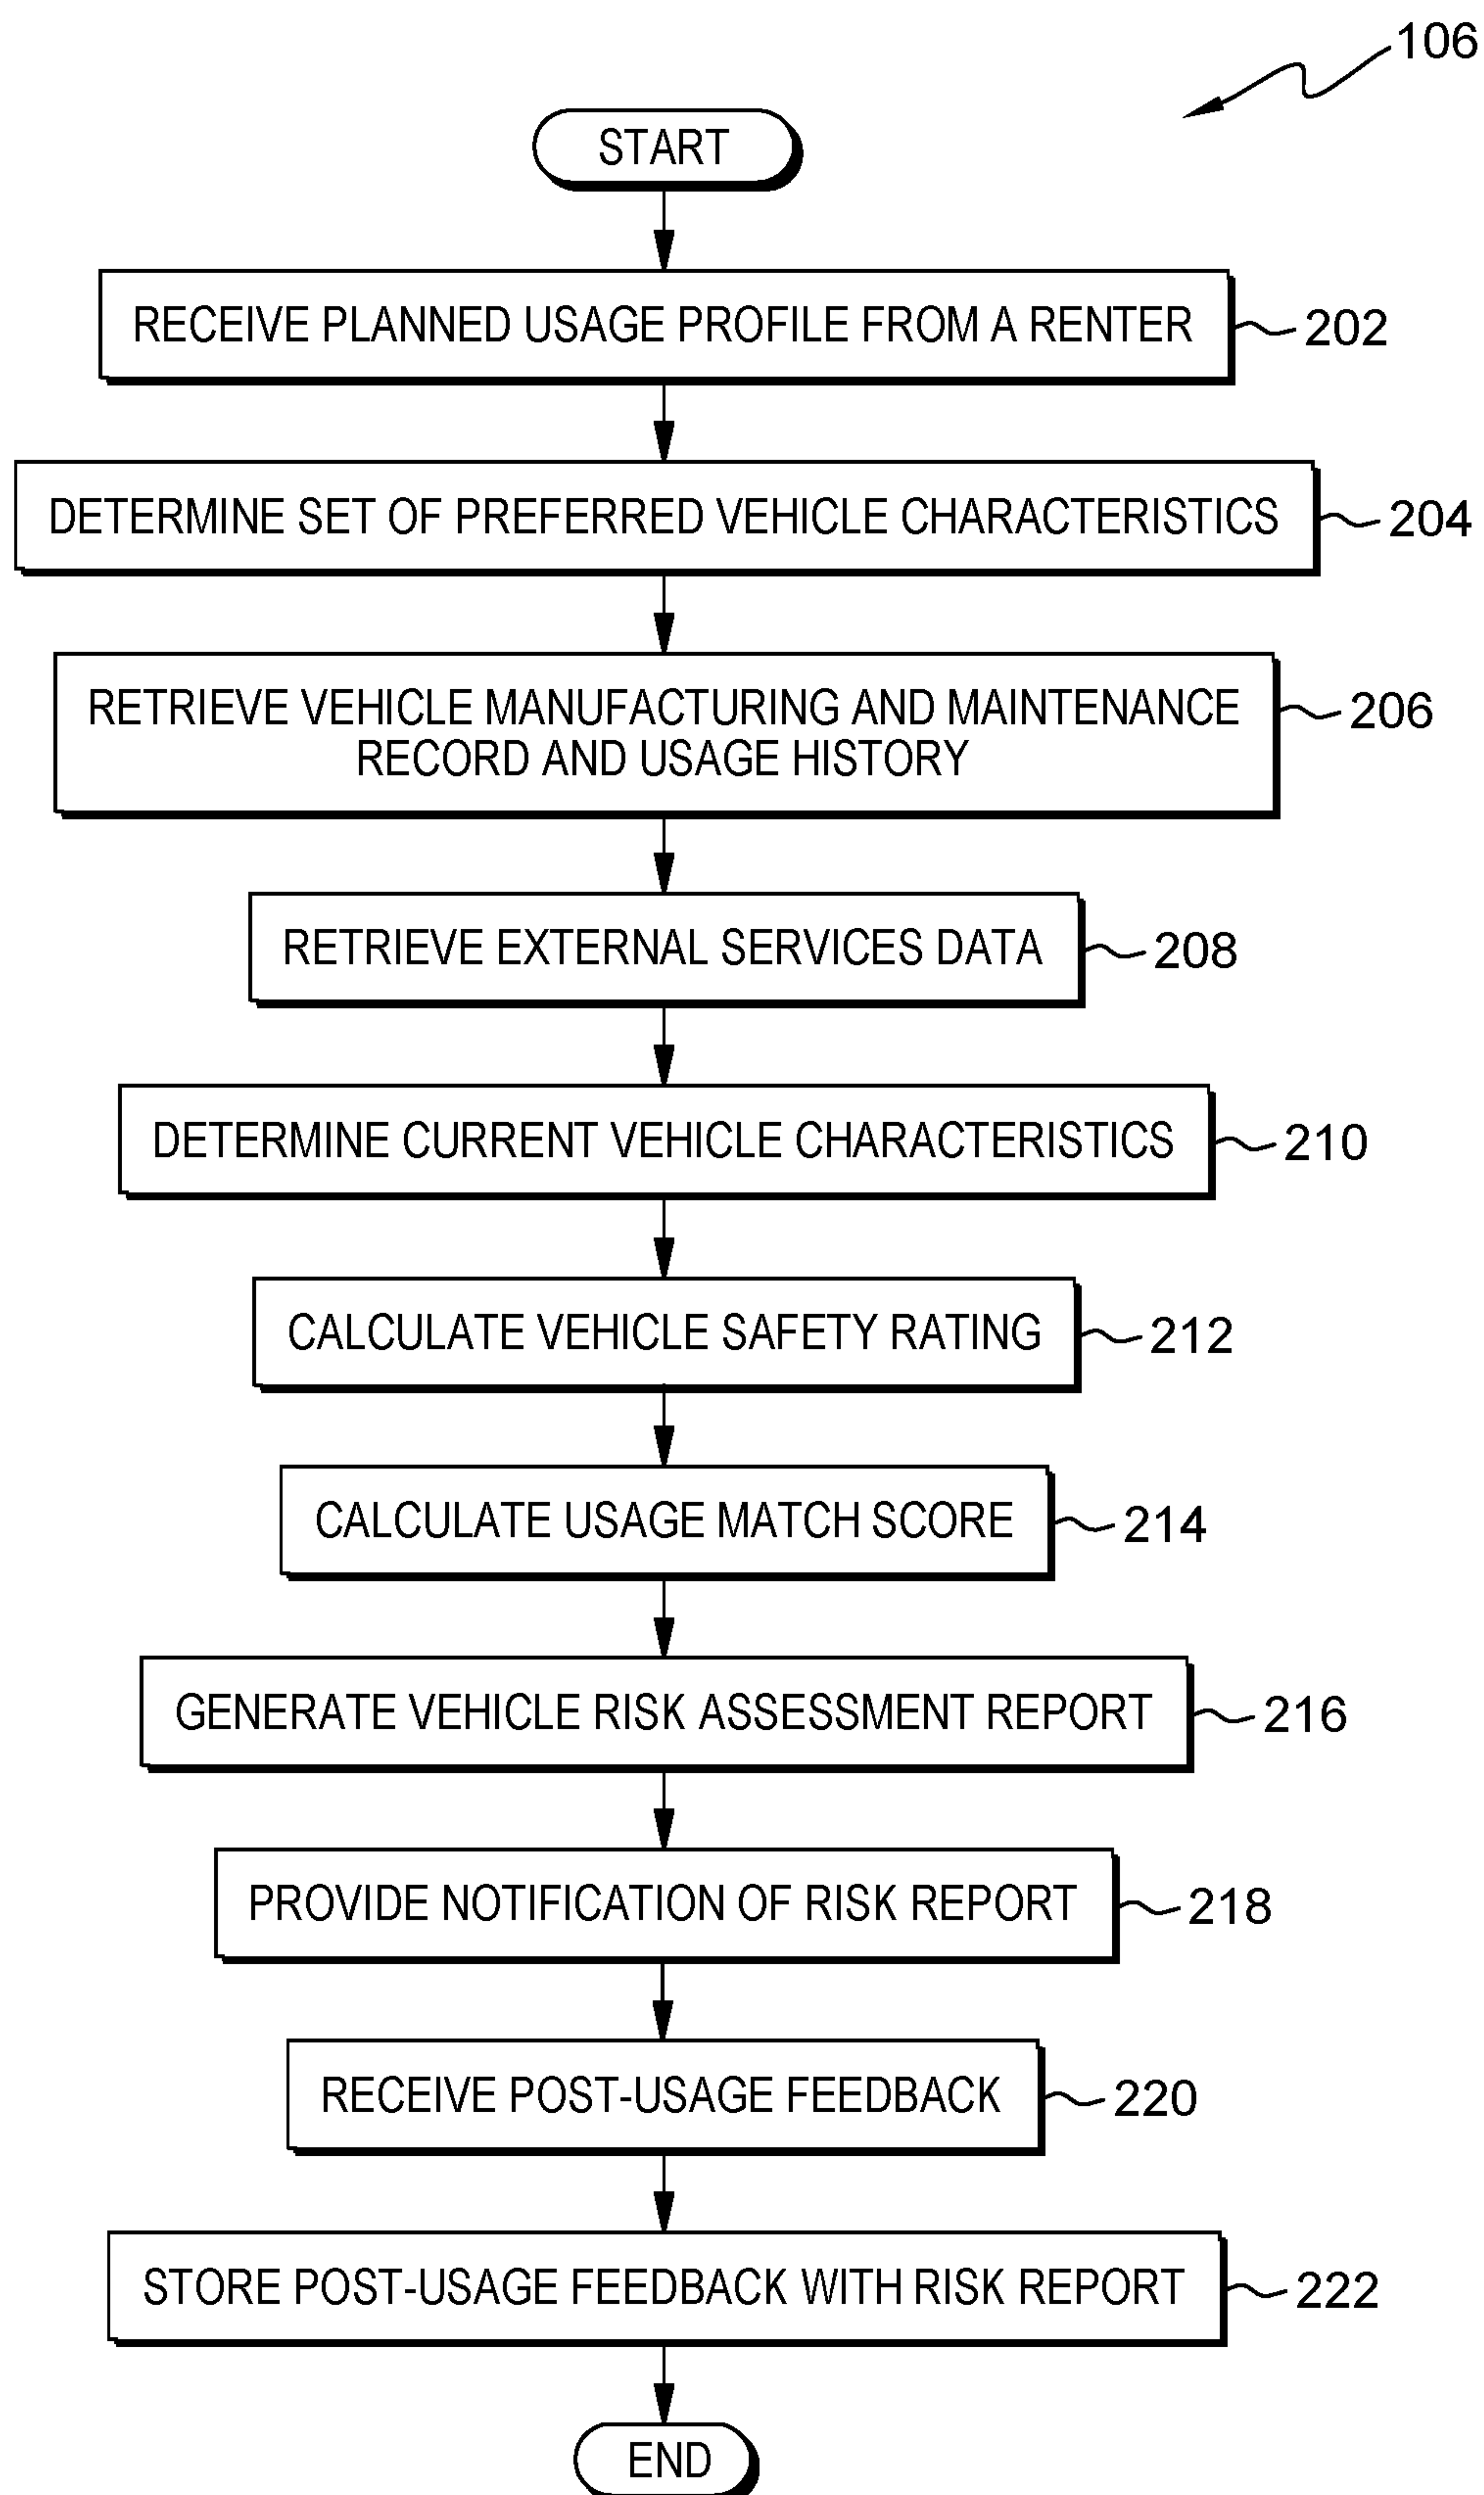 106
START
RECEIVE PLANNED USAGE PROFILE FROM A RENTER
202
DETERMINE SET OF PREFERRED VEHICLE CHARACTERISTICS
204
RETRIEVE VEHICLE MANUFACTURING AND MAINTENANCE
RECORD AND USAGE HISTORY
206
RETRIEVE EXTERNAL SERVICES DATA
208
DETERMINE CURRENT VEHICLE CHARACTERISTICS
210
CALCULATE VEHICLE SAFETY RATING
212
CALCULATE USAGE MATCH SCORE
214
GENERATE VEHICLE RISK ASSESSMENT REPORT
216
PROVIDE NOTIFICATION OF RISK REPORT
218
RECEIVE POST-USAGE FEEDBACK
220
STORE POST-USAGE FEEDBACK WITH RISK REPORT
222
END